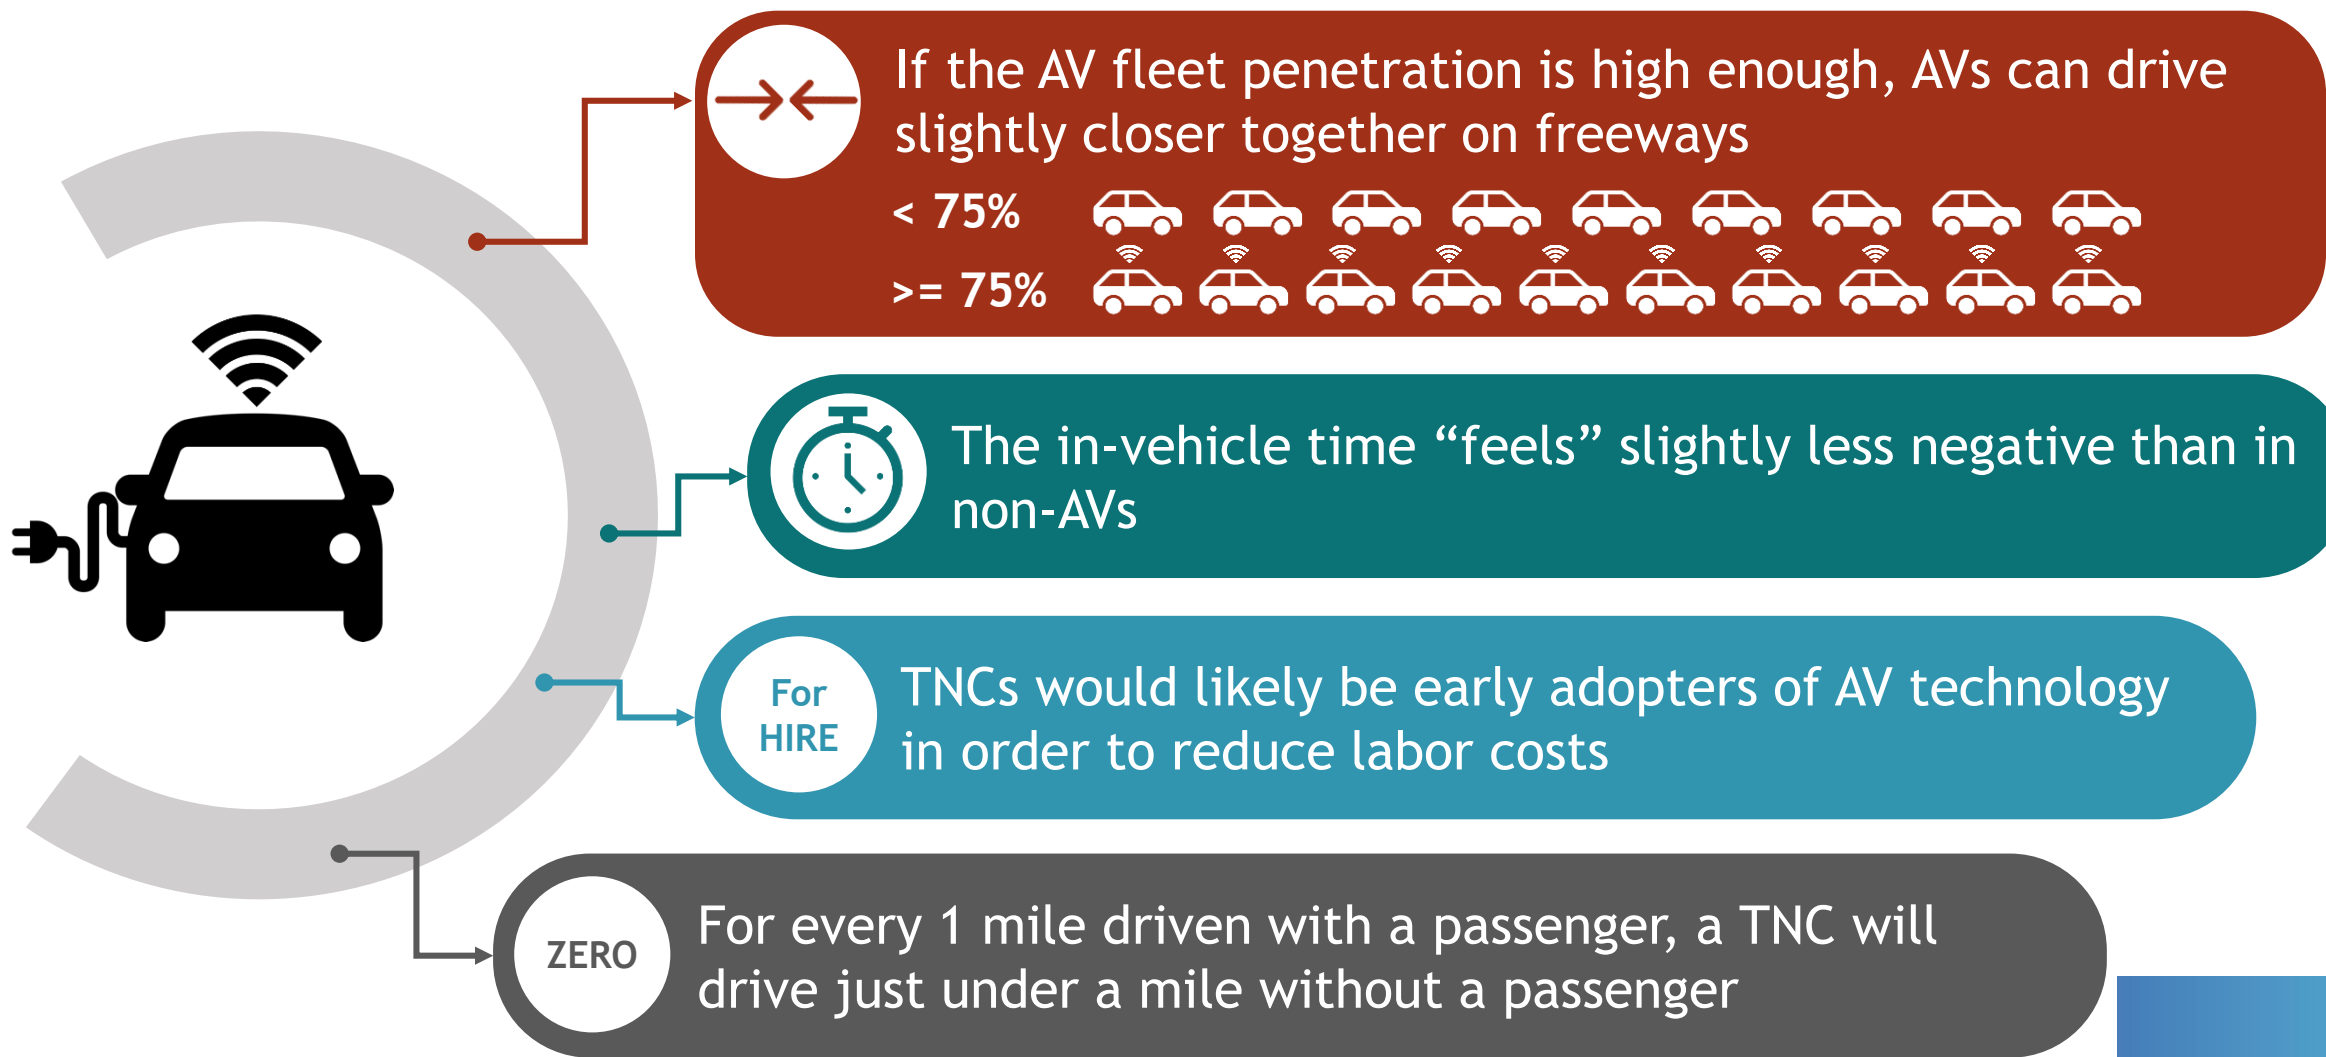 If the AV fleet penetration is high enough, AVs can drive
slightly closer together on freeways
< 75%
>= 75%
The in-vehicle time “feels” slightly less negative than in
non-AVs
For
HIRE
TNCs would likely be early adopters of AV technology
in order to reduce labor costs
ZERO
For every 1 mile driven with a passenger, a TNC will
drive just under a mile without a passenger